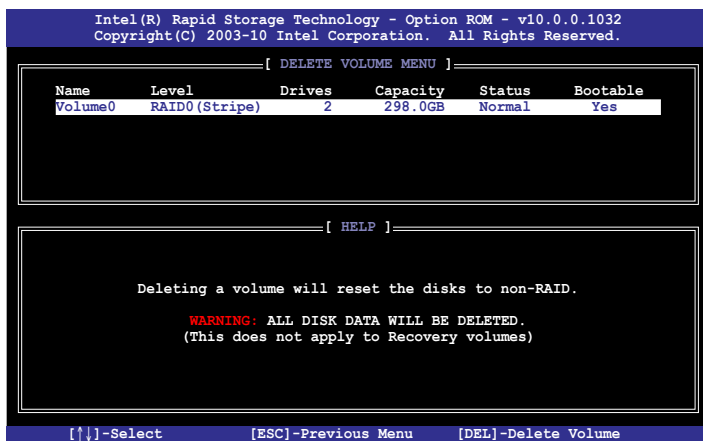 Intel(R) Rapid Storage Technology - Option ROM - v10.0.0.1032
Copyright(C) 2003-10 Intel Corporation. All Rights Reserved.
[ DELETE VOLUME MENU ]
Name Level Drives Capacity Status Bootable
Volume0 RAID0(Stripe) 2 298.0GB Normal Yes
[ HELP ]
Deleting a volume will reset the disks to non-RAID.
WARNING: ALL DISK DATA WILL BE DELETED.
(This does not apply to Recovery volumes)
[↑↓]-Select [ESC]-Previous Menu [DEL]-Delete Volume